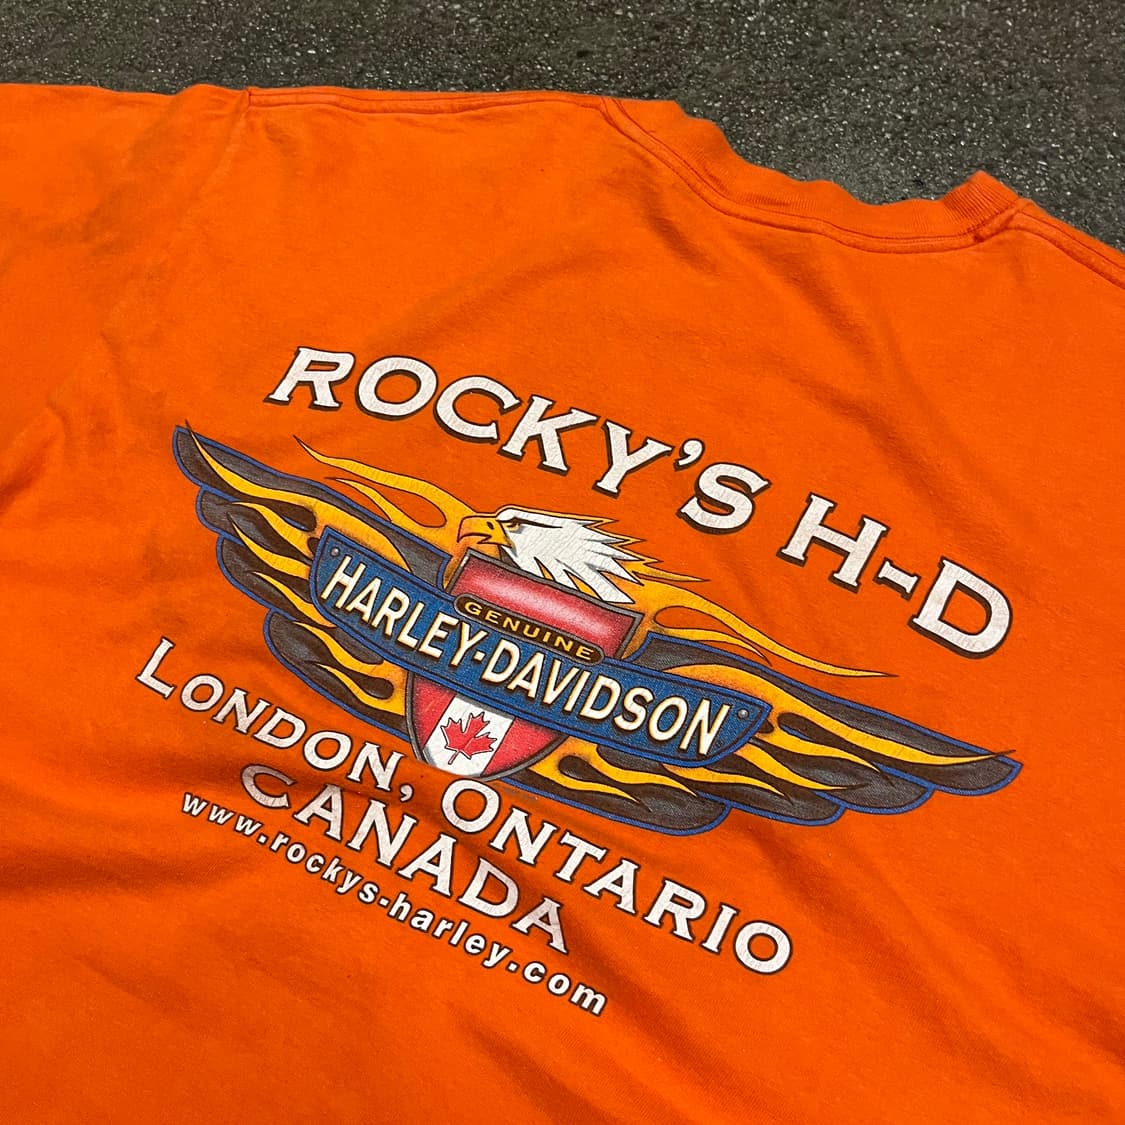 ROCKY'S H-D
GENUINE
HARLEY-DAVIDSON
LONDON, ONTARIO
CANADA
www.rockys-harley.com